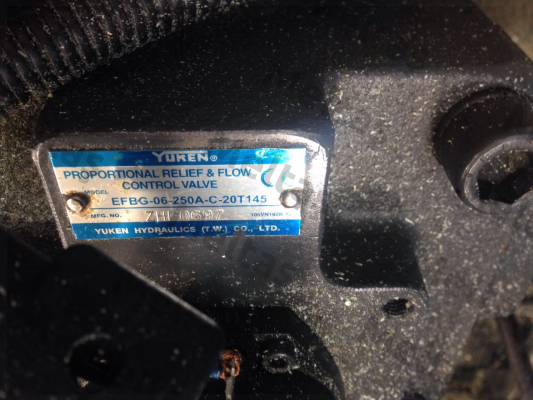 YUKEN®
PROPORTIONAL RELIEF & FLOW
CONTROL VALVE
MODEL
EFBG-06-250A-C-20T145
MFG. NO.
YUKEN HYDRAULICS (T.W.) CO., LTD.